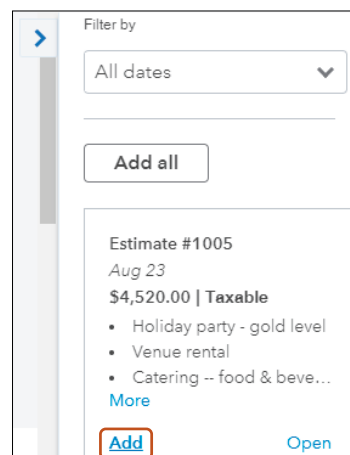 Filter by
All dates
Add all
Estimate #1005
Aug 23
$4,520.00 | Taxable
• Holiday party - gold level
• Venue rental
• Catering -- food & beve...
More
Add Open